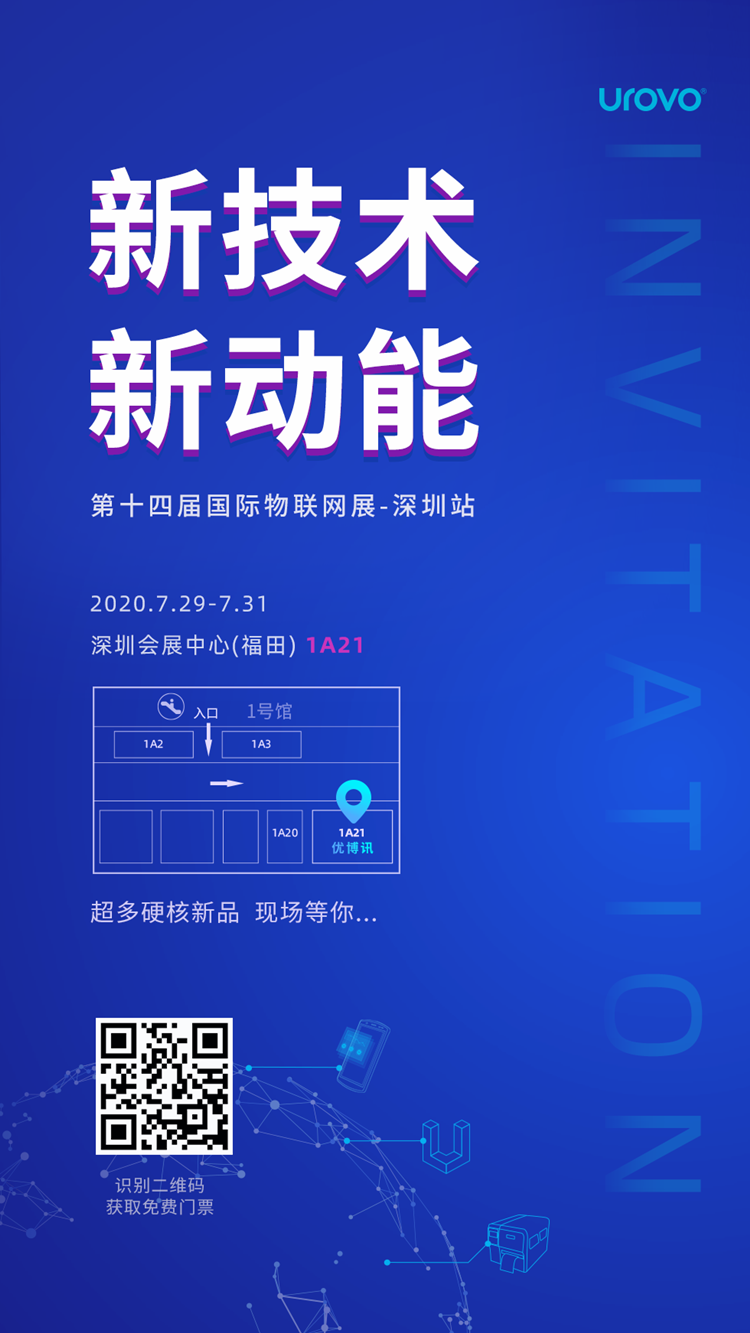 urovo®
INVITATION
新技术
新动能
第十四届国际物联网展-深圳站
2020.7.29-7.31
深圳会展中心(福田) 1A21
入口 1号馆
1A2 1A3
1A20 1A21
优博讯
超多硬核新品 现场等你...
识别二维码
获取免费门票